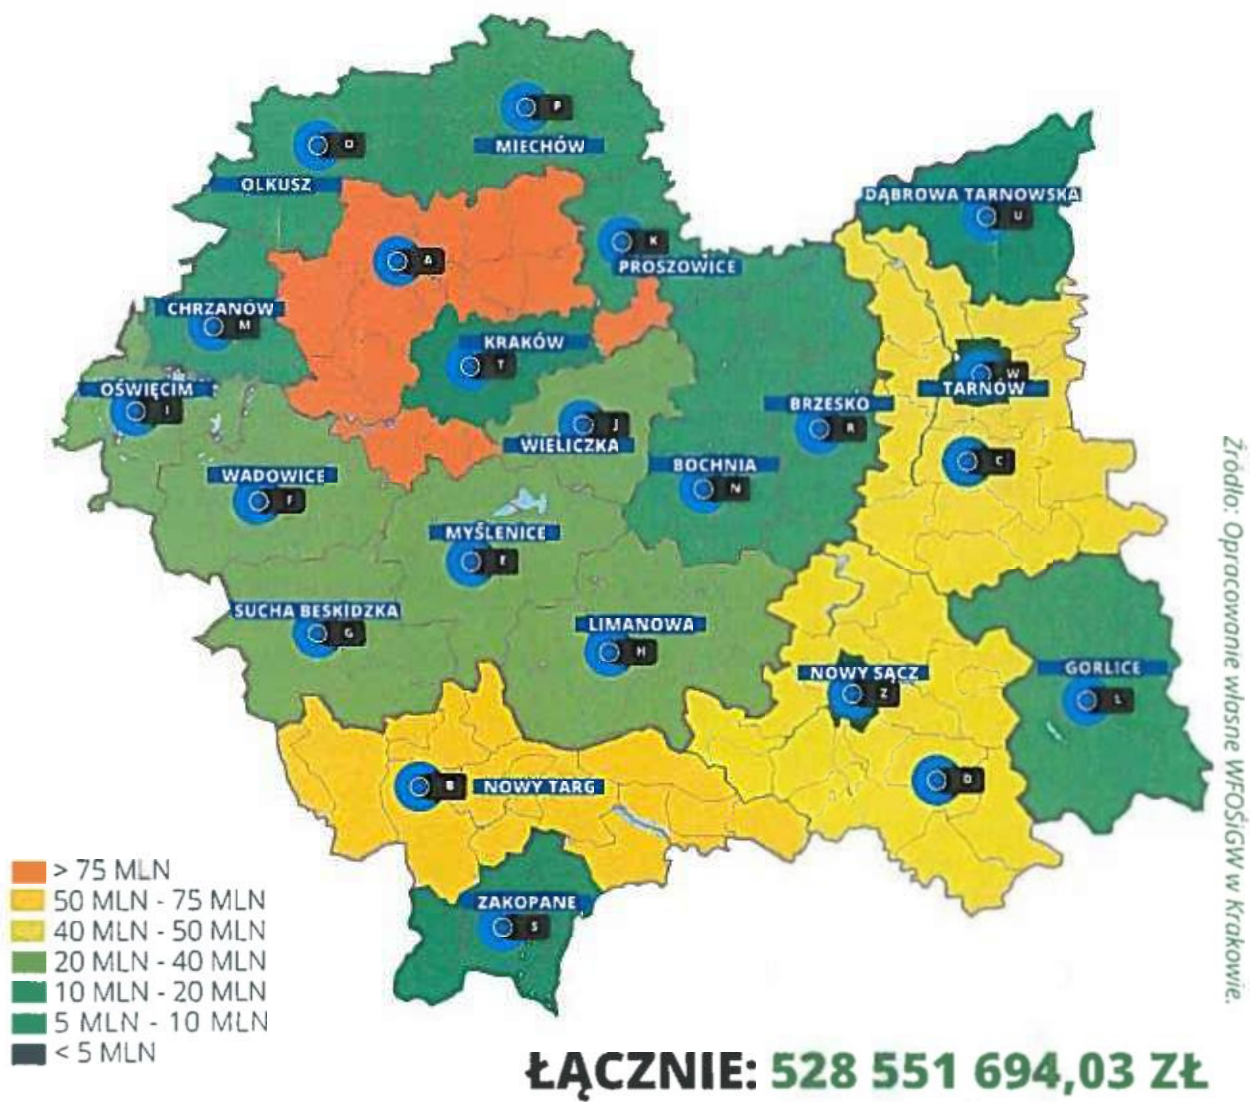 P
MIECHÓW
O
OLKUSZ
DĄBROWA TARNOWSKA
U
A
K
PROSZOWICE
CHRZANÓW
M
KRAKÓW
T
W
TARNÓW
OŚWIĘCIM
I
BRZESKO
R
J
WIELICZKA
C
BOCHNIA
N
WADOWICE
F
MYŚLENICE
E
SUCHA BESKIDZKA
G
LIMANOWA
H
NOWY SĄCZ
Z
GORLICE
L
B
NOWY TARG
D
ZAKOPANE
S
> 75 MLN
50 MLN - 75 MLN
40 MLN - 50 MLN
20 MLN - 40 MLN
10 MLN - 20 MLN
5 MLN - 10 MLN
< 5 MLN
ŁĄCZNIE: 528 551 694,03 ZŁ
Źródło: Opracowanie własne WFOŚiGW w Krakowie.